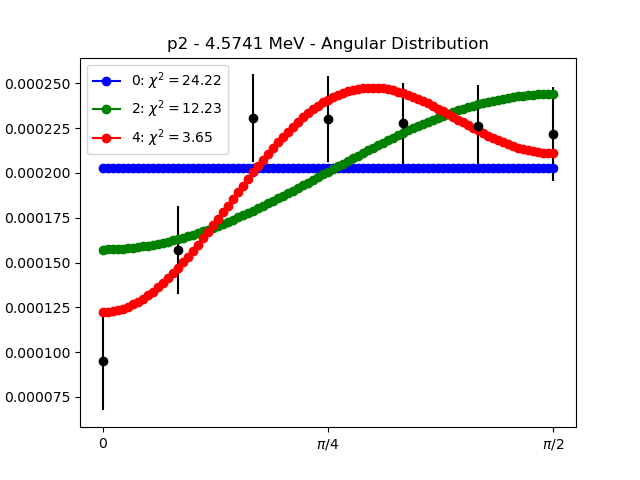 p2 - 4.5741 MeV - Angular Distribution
0.000250
0.000225
0.000200
0.000175
0.000150
0.000125
0.000100
0.000075
0: χ² = 24.22
2: χ² = 12.23
4: χ² = 3.65
0
π/4
π/2